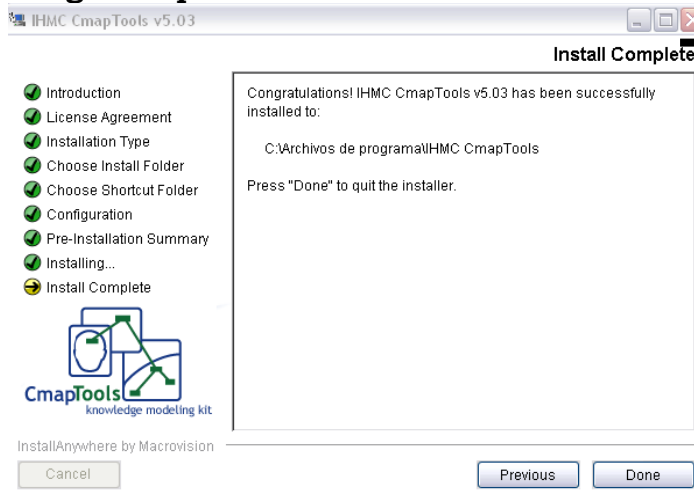 IHMC CmapTools v5.03
Install Complete
Introduction
License Agreement
Installation Type
Choose Install Folder
Choose Shortcut Folder
Configuration
Pre-Installation Summary
Installing...
Install Complete
CmapTools
knowledge modeling kit
Congratulations! IHMC CmapTools v5.03 has been successfully
installed to:
C:\Archivos de programa\IHMC CmapTools
Press "Done" to quit the installer.
InstallAnywhere by Macrovision
Cancel
Previous
Done